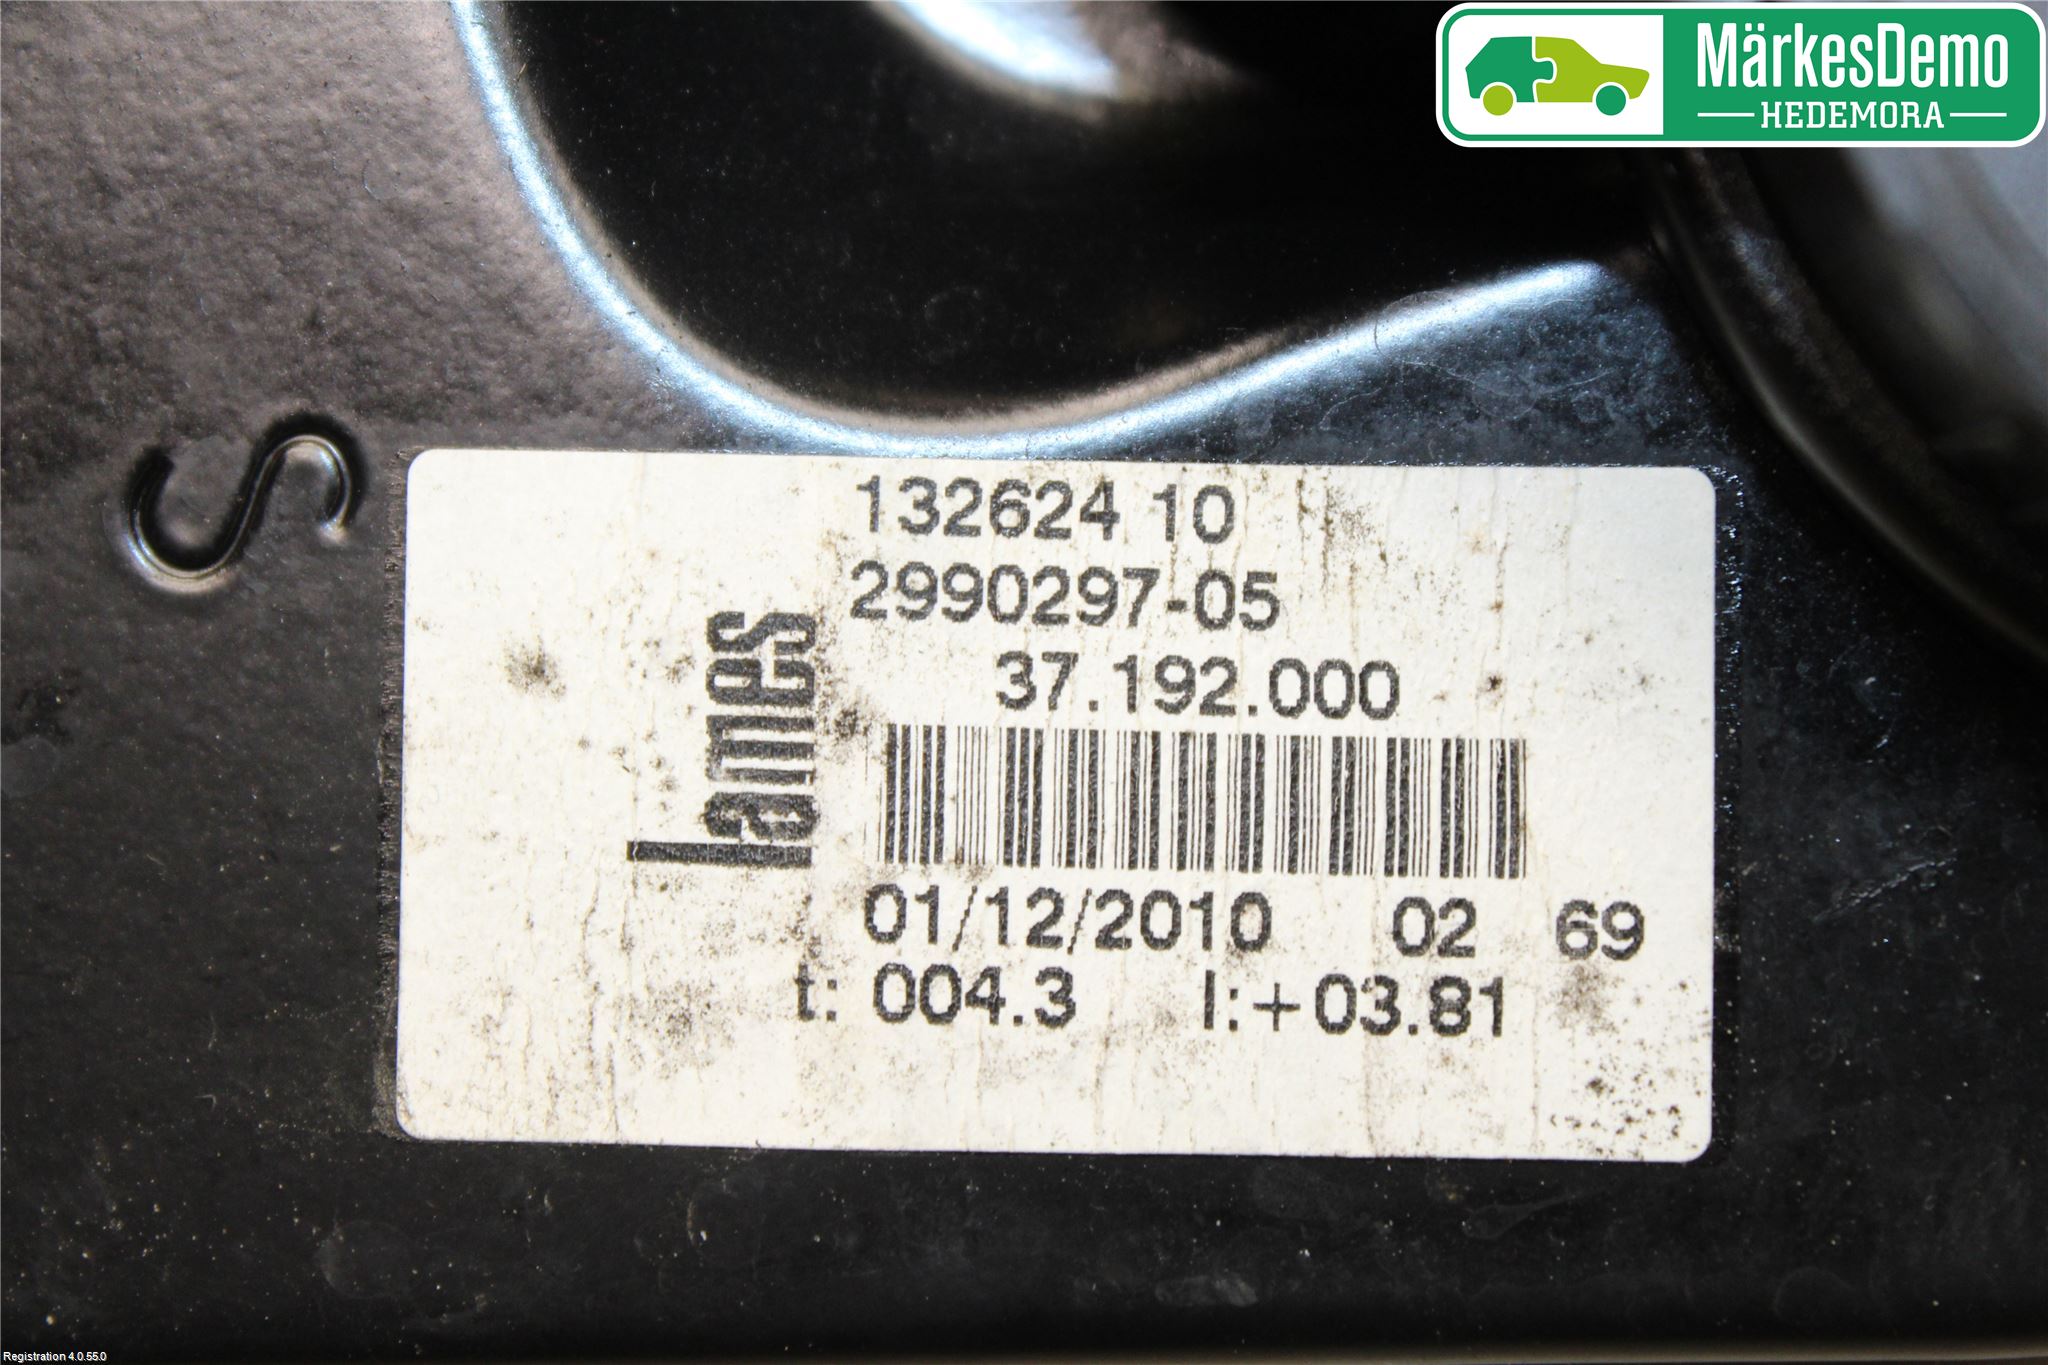 MärkesDemo
HEDEMORA
S
132624 10
2990297-05
37.192.000
lames
01/12/2010 02 69
t: 004.3 l:+03.81
Registration 4.0.55.0